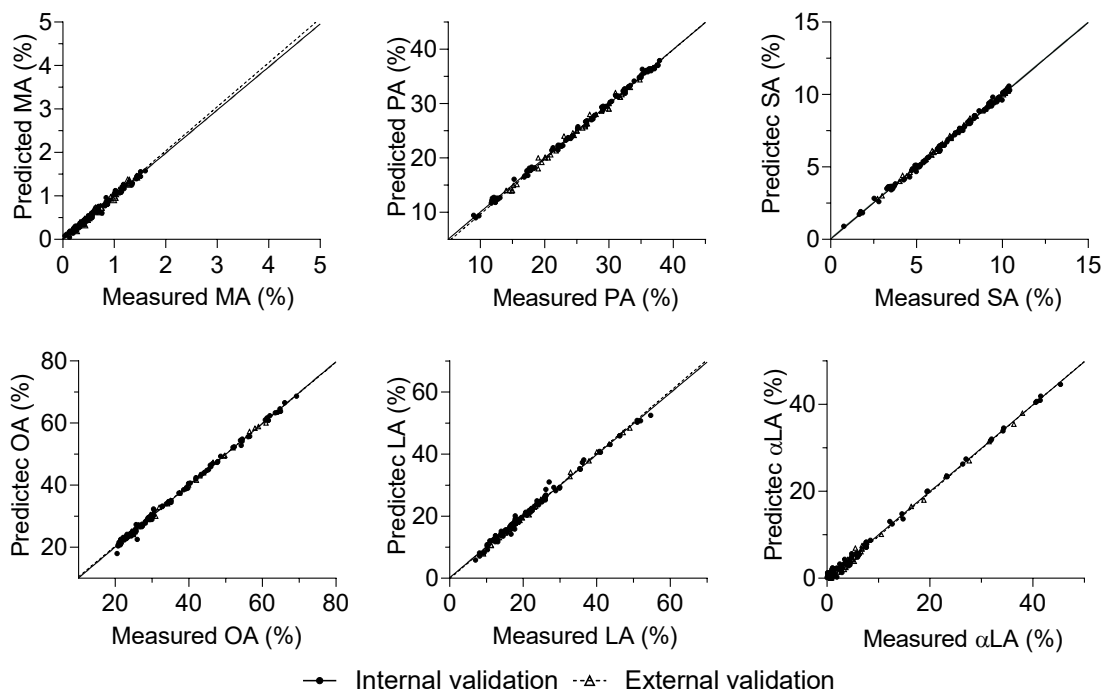 Predicted MA (%)
5
4
3
2
1
0
0 1 2 3 4 5
Measured MA (%)
Predicted PA (%)
40
30
20
10
10 20 30 40
Measured PA (%)
Predictec SA (%)
15
10
5
0
0 5 10 15
Measured SA (%)
Predictec OA (%)
80
60
40
20
20 40 60 80
Measured OA (%)
Predictec LA (%)
60
40
20
0
0 20 40 60
Measured LA (%)
Predictec αLA (%)
40
20
0
0 20 40
Measured αLA (%)
Internal validation External validation